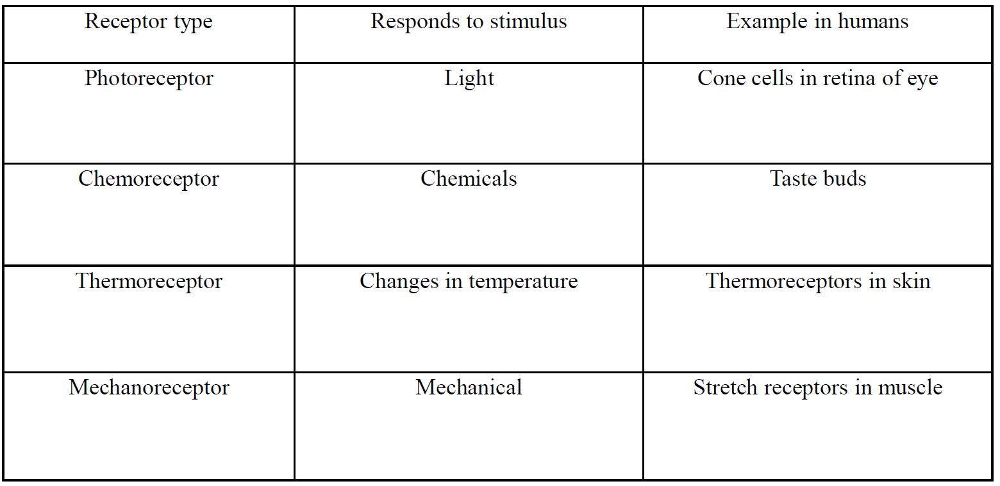 Receptor type Responds to stimulus Example in humans
Photoreceptor Light Cone cells in retina of eye
Chemoreceptor Chemicals Taste buds
Thermoreceptor Changes in temperature Thermoreceptors in skin
Mechanoreceptor Mechanical Stretch receptors in muscle